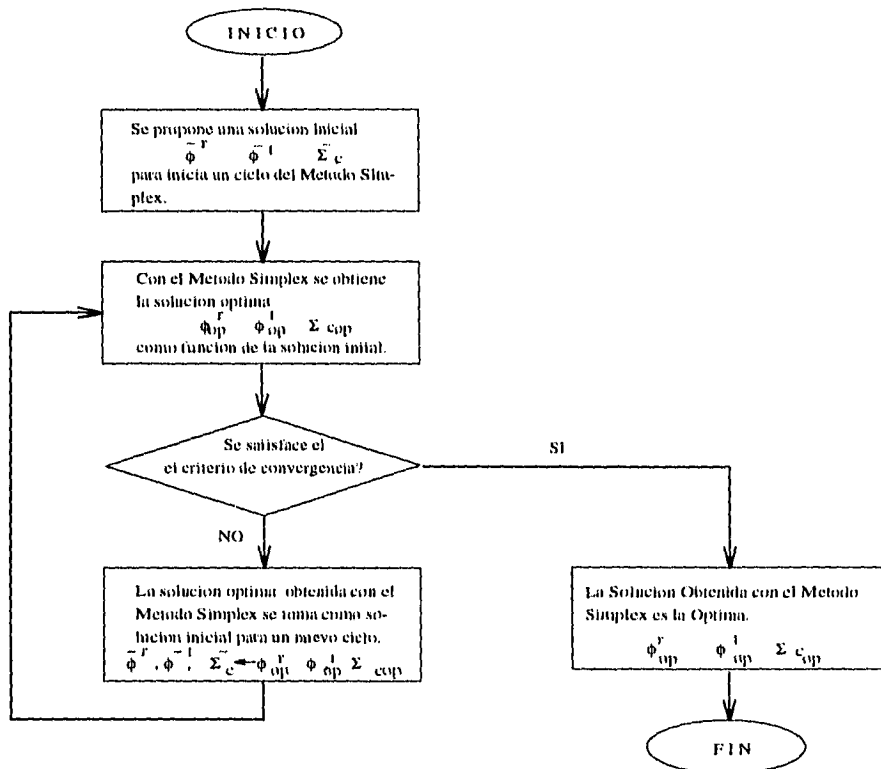 INICIO
Se propone una solucion inicial
φ̄ r φ̄ t Σ̄ c
para inicia un ciclo del Metodo Sim-
plex.
Con el Metodo Simplex se obtiene
la solucion optima
φ r op φ t op Σ cop
como funcion de la solucion inital.
Se satisface el
el criterio de convergencia?
SI
NO
La solucion optima obtenida con el
Metodo Simplex se toma como so-
lucion inicial para un nuevo ciclo.
φ̄ r , φ̄ t, Σ̄ c ← φ r op φ t op Σ cop
La Solucion Obtenida con el Metodo
Simplex es la Optima.
φ r op φ t op Σ c op
FIN